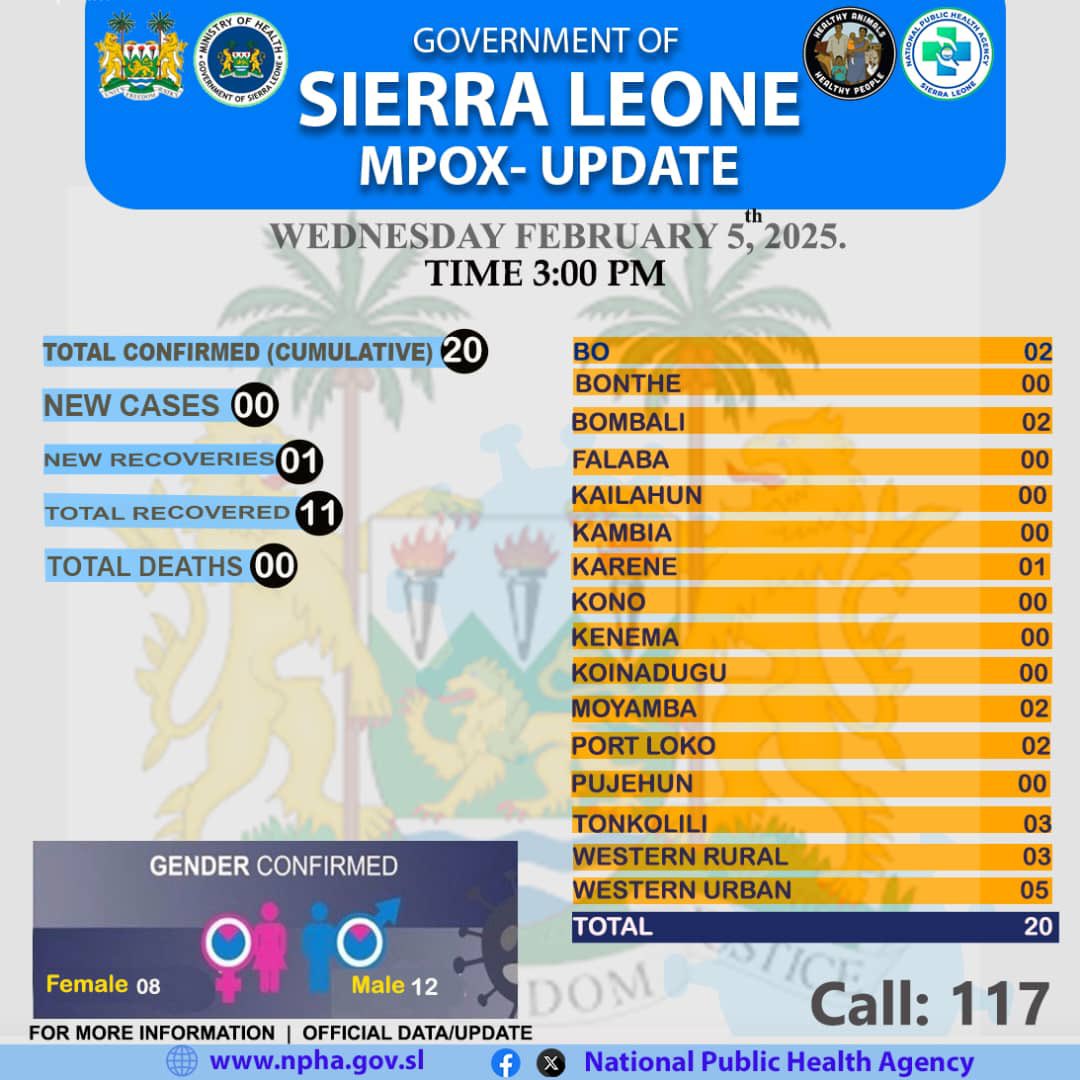 GOVERNMENT OF
SIERRA LEONE
MPOX- UPDATE
MINISTRY OF HEALTH
GOVERNMENT OF SIERRA LEONE
HEALTHY ANIMALS
HEALTHY PEOPLE
NATIONAL PUBLIC HEALTH AGENCY
SIERRA LEONE
WEDNESDAY FEBRUARY 5th, 2025.
TIME 3:00 PM
TOTAL CONFIRMED (CUMULATIVE) 20
NEW CASES 00
NEW RECOVERIES 01
TOTAL RECOVERED 11
TOTAL DEATHS 00
BO 02
BONTHE 00
BOMBALI 02
FALABA 00
KAILAHUN 00
KAMBIA 00
KARENE 01
KONO 00
KENEMA 00
KOINADUGU 00
MOYAMBA 02
PORT LOKO 02
PUJEHUN 00
TONKOLILI 03
WESTERN RURAL 03
WESTERN URBAN 05
TOTAL 20
GENDER CONFIRMED
Female 08 Male 12
Call: 117
FOR MORE INFORMATION | OFFICIAL DATA/UPDATE
www.npha.gov.sl National Public Health Agency